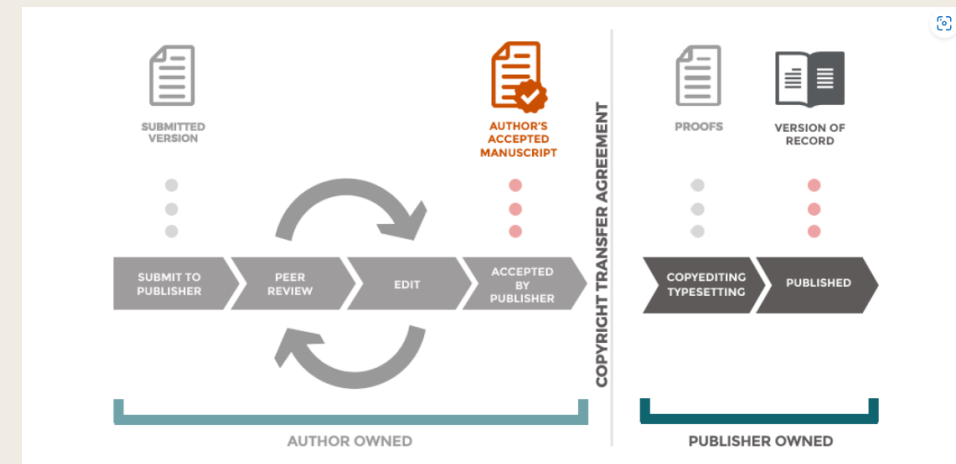 SUBMITTED
VERSION
AUTHOR'S
ACCEPTED
MANUSCRIPT
COPYRIGHT TRANSFER AGREEMENT
PROOFS
VERSION OF
RECORD
SUBMIT TO
PUBLISHER
PEER
REVIEW
EDIT
ACCEPTED
BY
PUBLISHER
COPYEDITING
TYPESETTING
PUBLISHED
AUTHOR OWNED
PUBLISHER OWNED